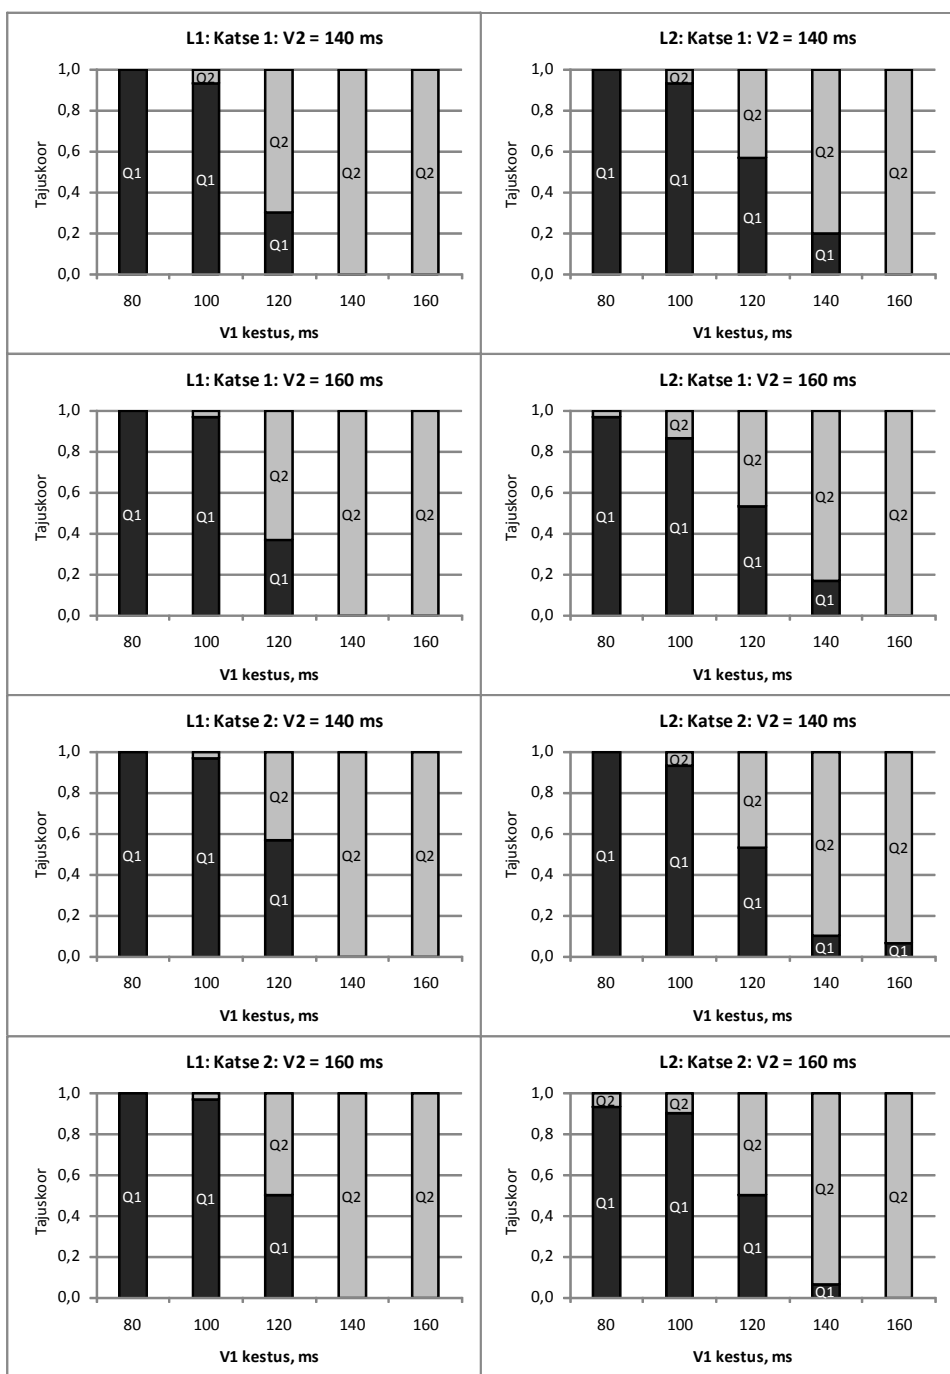 L1: Katse 1: V2 = 140 ms
Tajuskoor
1,0
0,8
0,6
0,4
0,2
0,0
Q1
Q2
Q1
Q2
Q1
Q2
Q2
80 100 120 140 160
V1 kestus, ms
L2: Katse 1: V2 = 140 ms
Tajuskoor
1,0
0,8
0,6
0,4
0,2
0,0
Q1
Q2
Q1
Q2
Q1
Q2
Q1
Q2
80 100 120 140 160
V1 kestus, ms
L1: Katse 1: V2 = 160 ms
Tajuskoor
1,0
0,8
0,6
0,4
0,2
0,0
Q1
Q1
Q2
Q1
Q2
Q2
80 100 120 140 160
V1 kestus, ms
L2: Katse 1: V2 = 160 ms
Tajuskoor
1,0
0,8
0,6
0,4
0,2
0,0
Q1
Q2
Q1
Q2
Q1
Q2
Q1
Q2
80 100 120 140 160
V1 kestus, ms
L1: Katse 2: V2 = 140 ms
Tajuskoor
1,0
0,8
0,6
0,4
0,2
0,0
Q1
Q1
Q2
Q1
Q2
Q2
80 100 120 140 160
V1 kestus, ms
L2: Katse 2: V2 = 140 ms
Tajuskoor
1,0
0,8
0,6
0,4
0,2
0,0
Q1
Q2
Q1
Q2
Q1
Q2
Q1
Q2
Q1
80 100 120 140 160
V1 kestus, ms
L1: Katse 2: V2 = 160 ms
Tajuskoor
1,0
0,8
0,6
0,4
0,2
0,0
Q1
Q1
Q2
Q1
Q2
Q2
80 100 120 140 160
V1 kestus, ms
L2: Katse 2: V2 = 160 ms
Tajuskoor
1,0
0,8
0,6
0,4
0,2
0,0
Q2
Q1
Q2
Q1
Q2
Q1
Q2
Q1
Q2
80 100 120 140 160
V1 kestus, ms